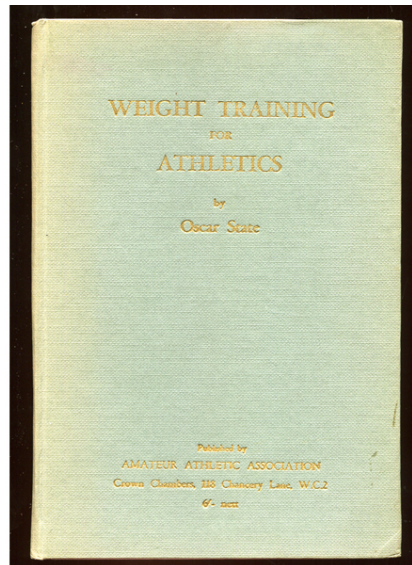 WEIGHT TRAINING
FOR
ATHLETICS
by
Oscar State
Published by
AMATEUR ATHLETIC ASSOCIATION
Crown Chambers, 118 Chancery Lane, W.C.2
6/- nett